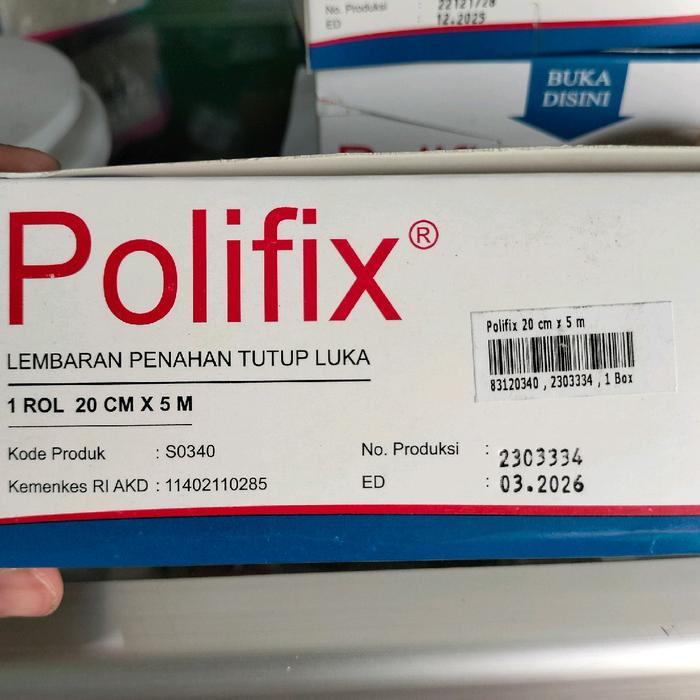 No. Produksi
22121728
ED
12.2025
BUKA
DISINI
Polifix®
LEMBARAN PENAHAN TUTUP LUKA
1 ROL 20 CM X 5 M
Kode Produk : S0340
Kemenkes RI AKD : 11402110285
No. Produksi : 2303334
ED : 03.2026
Polifix 20 cm x 5 m
83120340 , 2303334 , 1 Box